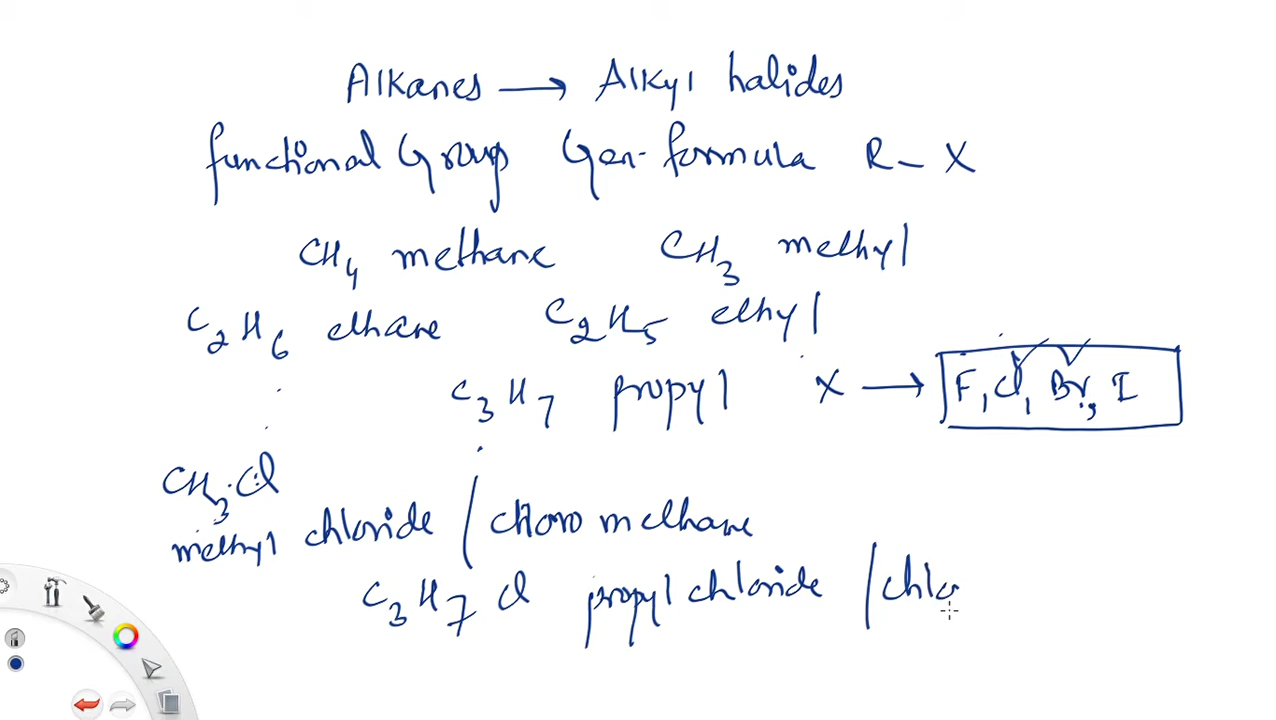 Alkanes → Alkyl halides
functional Group Gen. formula R – X
CH₄ methane CH₃ methyl
C₂H₆ ethane C₂H₅ ethyl
C₃H₇ propyl X → F, Cl, Br, I
CH₃Cl
methyl chloride / chloro methane
C₃H₇ Cl propyl chloride / chlo